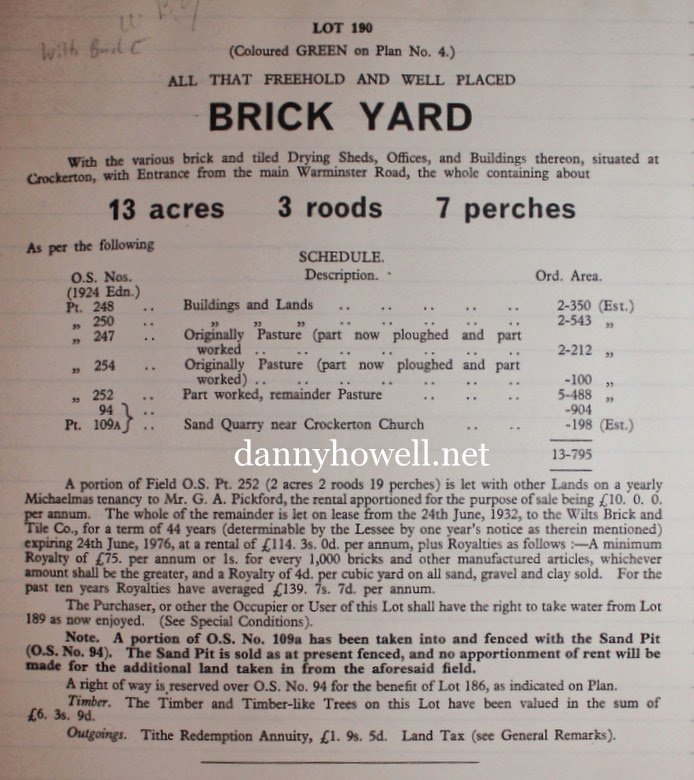 LOT 190
(Coloured GREEN on Plan No. 4.)
ALL THAT FREEHOLD AND WELL PLACED
BRICK YARD
With the various brick and tiled Drying Sheds, Offices, and Buildings thereon, situated at
Crockerton, with Entrance from the main Warminster Road, the whole containing about
13 acres 3 roods 7 perches
As per the following
SCHEDULE.
O.S. Nos. Description. Ord. Area.
(1924 Edn.)
Pt. 248 .. Buildings and Lands .. .. .. .. .. 2-350 (Est.)
„ 250 .. „ „ „ .. .. .. .. .. 2-543 „
„ 247 .. Originally Pasture (part now ploughed and part
worked .. .. .. .. .. .. .. 2-212 „
„ 254 .. Originally Pasture (part now ploughed and part
worked) .. .. .. .. .. .. .. -100 „
„ 252 .. Part worked, remainder Pasture .. .. .. 5-488 „
94 } .. -904
Pt. 109A } .. Sand Quarry near Crockerton Church .. .. -198 (Est.)
13-795
dannyhowell.net
A portion of Field O.S. Pt. 252 (2 acres 2 roods 19 perches) is let with other Lands on a yearly
Michaelmas tenancy to Mr. G. A. Pickford, the rental apportioned for the purpose of sale being £10. 0. 0.
per annum. The whole of the remainder is let on lease from the 24th June, 1932, to the Wilts Brick and
Tile Co., for a term of 44 years (determinable by the Lessee by one year's notice as therein mentioned)
expiring 24th June, 1976, at a rental of £114. 3s. 0d. per annum, plus Royalties as follows :—A minimum
Royalty of £75. per annum or 1s. for every 1,000 bricks and other manufactured articles, whichever
amount shall be the greater, and a Royalty of 4d. per cubic yard on all sand, gravel and clay sold. For the
past ten years Royalties have averaged £139. 7s. 7d. per annum.
The Purchaser, or other the Occupier or User of this Lot shall have the right to take water from Lot
189 as now enjoyed. (See Special Conditions).
Note. A portion of O.S. No. 109a has been taken into and fenced with the Sand Pit
(O.S. No. 94). The Sand Pit is sold as at present fenced, and no apportionment of rent will be
made for the additional land taken in from the aforesaid field.
A right of way is reserved over O.S. No. 94 for the benefit of Lot 186, as indicated on Plan.
Timber. The Timber and Timber-like Trees on this Lot have been valued in the sum of
£6. 3s. 9d.
Outgoings. Tithe Redemption Annuity, £1. 9s. 5d. Land Tax (see General Remarks).